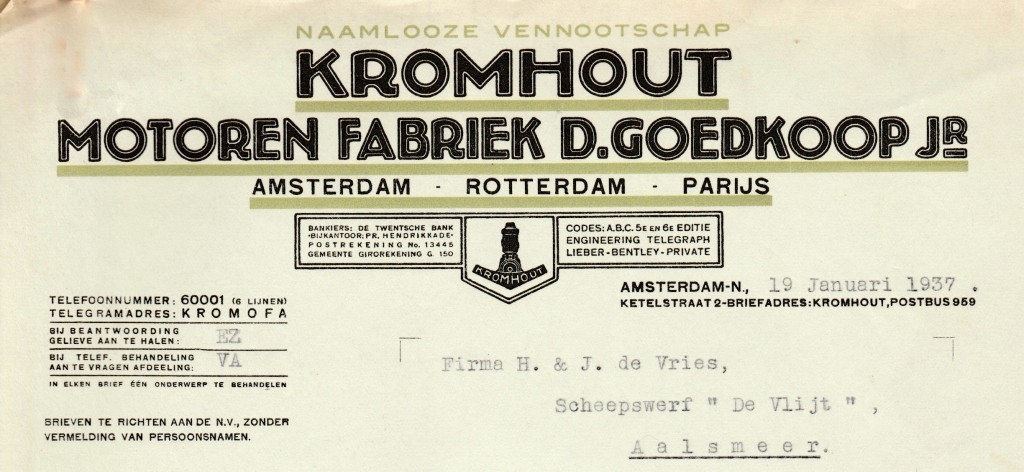 NAAMLOOZE VENNOOTSCHAP
KROMHOUT
MOTOREN FABRIEK D. GOEDKOOP JR
AMSTERDAM - ROTTERDAM - PARIJS
BANKIERS: DE TWENTSCHE BANK
·BIJKANTOOR: PR. HENDRIKKADE·
POSTREKENING No. 13445
GEMEENTE GIROREKENING G. 150
KROMHOUT
CODES: A.B.C. 5E EN 6E EDITIE
ENGINEERING TELEGRAPH
LIEBER-BENTLEY-PRIVATE
AMSTERDAM-N., 19 Januari 1937.
KETELSTRAAT 2-BRIEFADRES: KROMHOUT, POSTBUS 959
TELEFOONNUMMER: 60001 (6 LIJNEN)
TELEGRAMADRES: KROMOFA
BIJ BEANTWOORDING
GELIEVE AAN TE HALEN: EZ
BIJ TELEF. BEHANDELING
AAN TE VRAGEN AFDEELING: VA
IN ELKEN BRIEF ÉÉN ONDERWERP TE BEHANDELEN
BRIEVEN TE RICHTEN AAN DE N.V., ZONDER
VERMELDING VAN PERSOONSNAMEN.
Firma H. & J. de Vries,
Scheepswerf " De Vlijt ",
Aalsmeer.